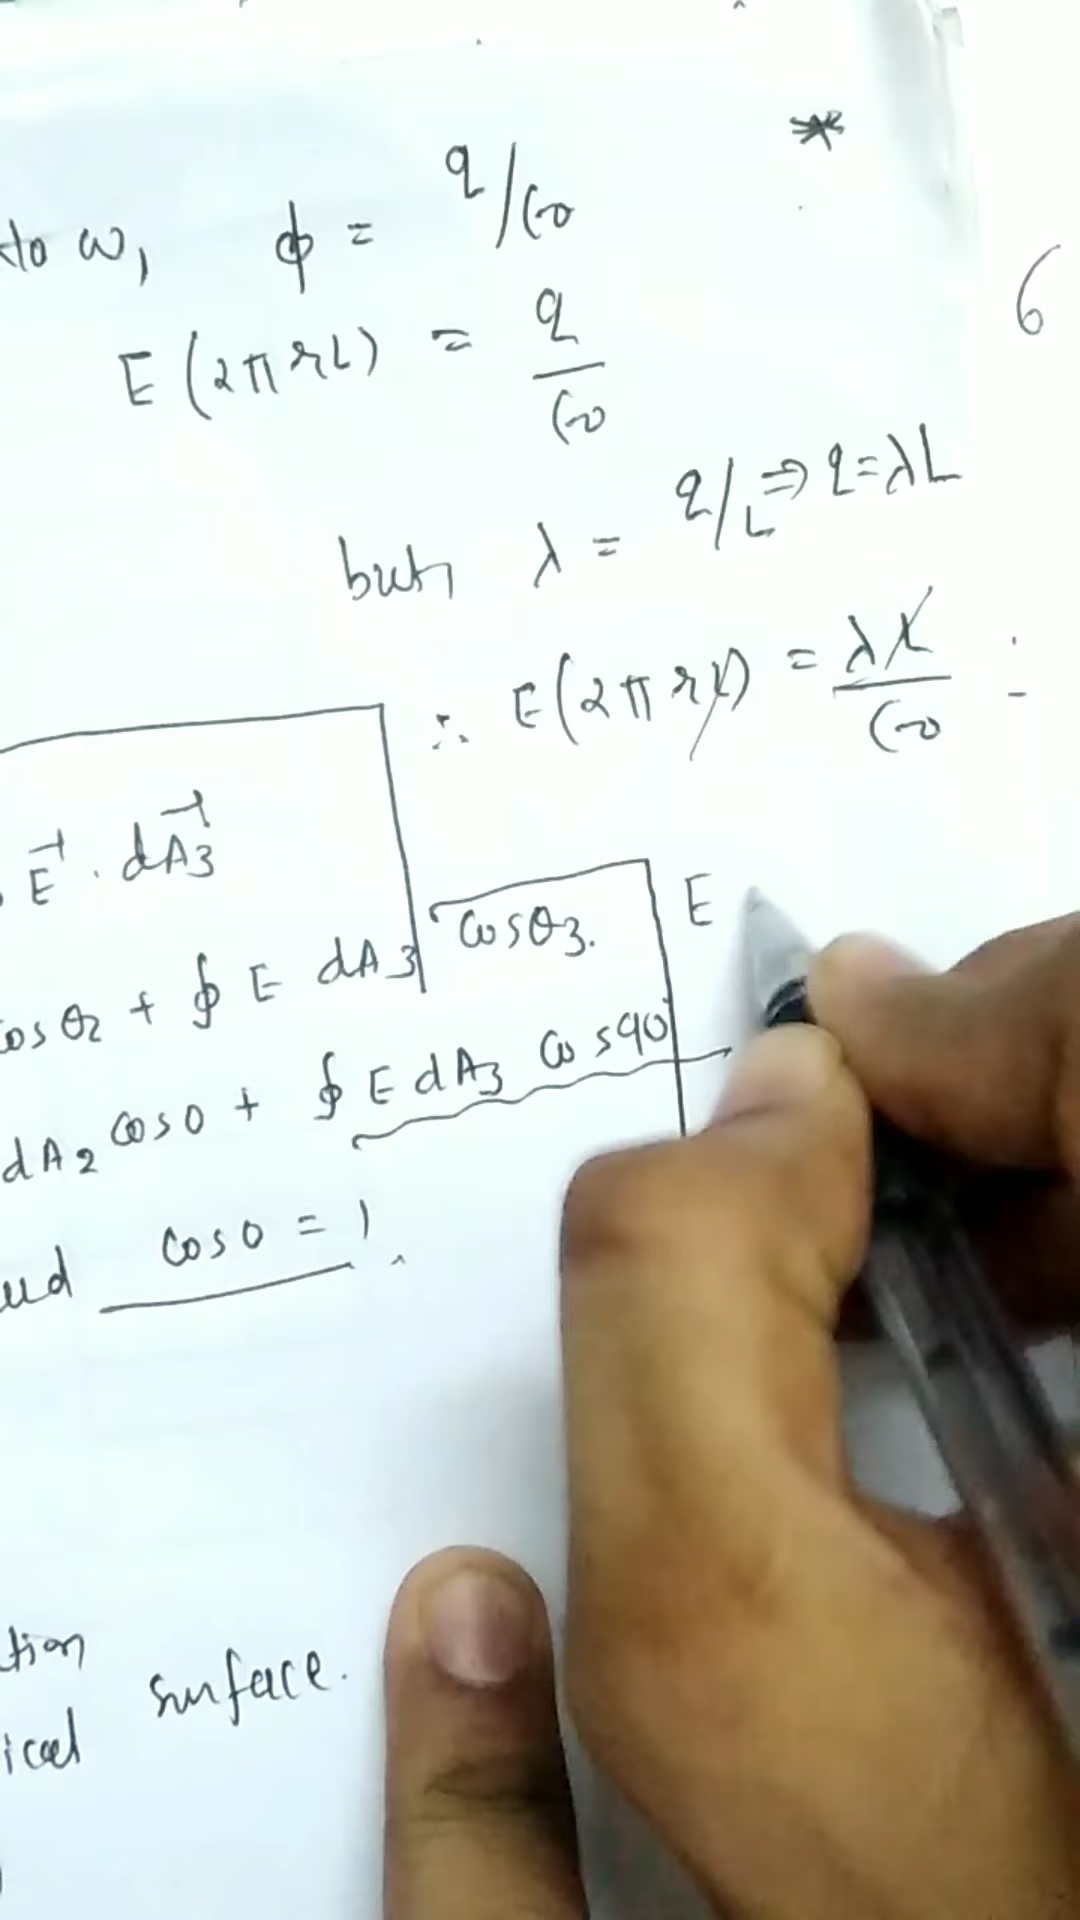 *
to ω, φ = q/ε₀
6
E (2πrL) = q/ε₀
but λ = q/L ⇒ q = λL
∴ E(2πrL) = λL/ε₀
E⃗ . dA⃗3
E
cosθ2 + ∮ E dA3 cosθ3.
dA2 cos0 + ∮ E dA3 cos90
cos0 = 1.
surface.